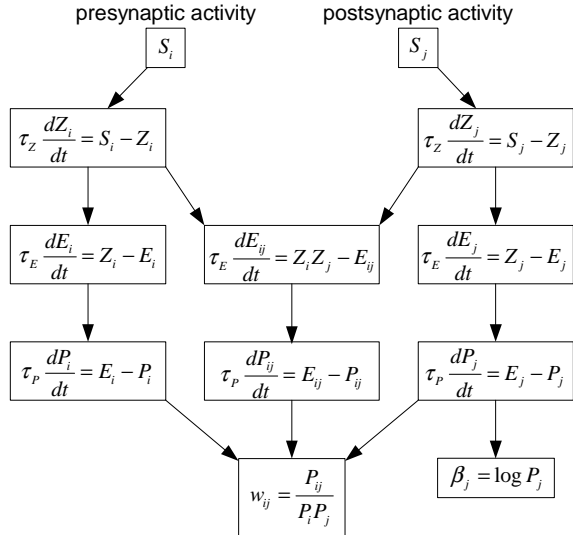 presynaptic activity
postsynaptic activity
S_i
S_j
τ_Z dZ_i/dt = S_i − Z_i
τ_Z dZ_j/dt = S_j − Z_j
τ_E dE_i/dt = Z_i − E_i
τ_E dE_ij/dt = Z_i Z_j − E_ij
τ_E dE_j/dt = Z_j − E_j
τ_P dP_i/dt = E_i − P_i
τ_P dP_ij/dt = E_ij − P_ij
τ_P dP_j/dt = E_j − P_j
w_ij = P_ij/P_i P_j
β_j = log P_j